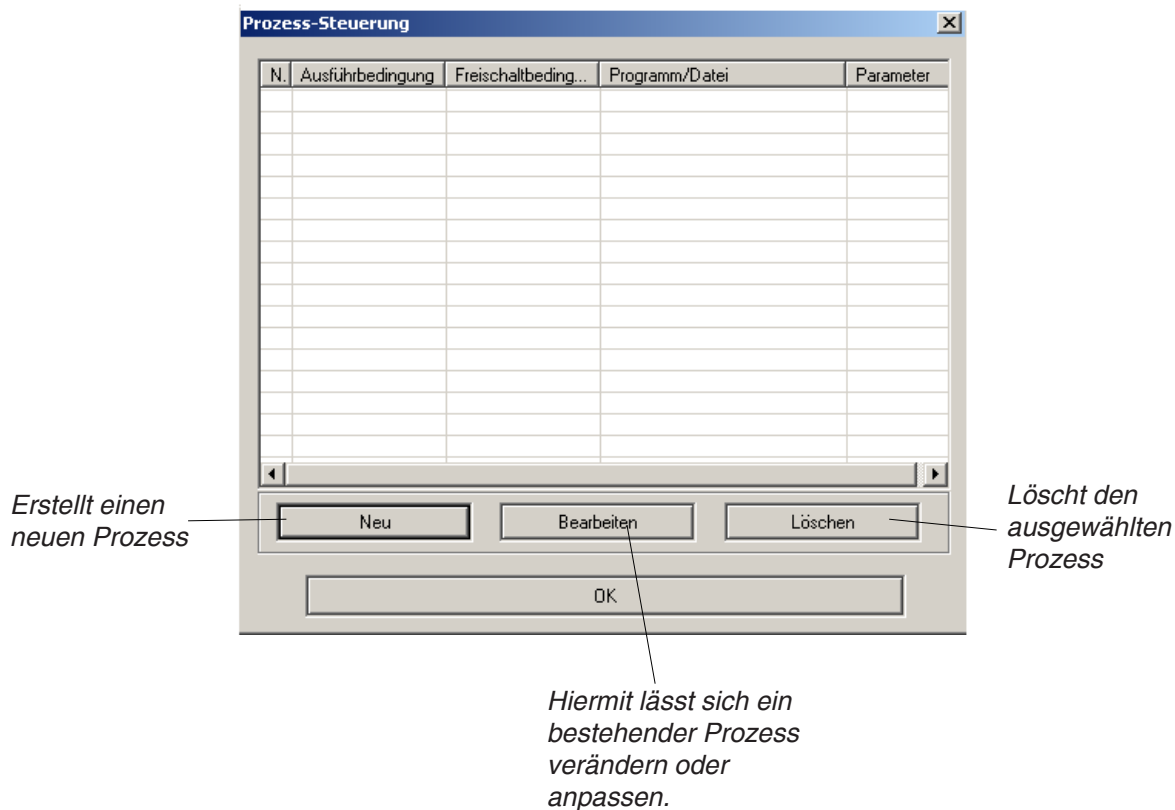 Prozess-Steuerung
N. Ausführbedingung Freischaltbeding... Programm/Datei Parameter
Erstellt einen
neuen Prozess
Neu Bearbeiten Löschen
Löscht den
ausgewählten
Prozess
OK
Hiermit lässt sich ein
bestehender Prozess
verändern oder
anpassen.